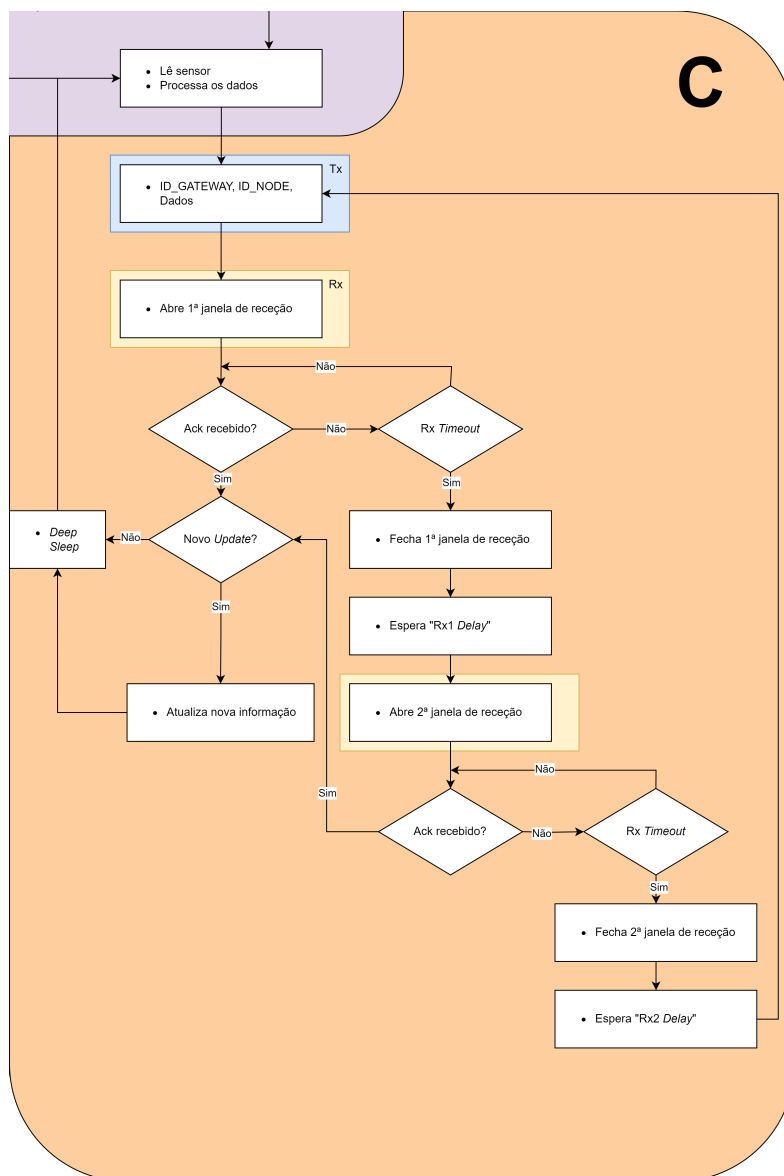 C
Lê sensor
Processa os dados
Tx
ID_GATEWAY, ID_NODE,
Dados
Rx
Abre 1ª janela de receção
Não
Ack recebido?
Não
Rx Timeout
Sim
Sim
Deep
Sleep
Não
Novo Update?
Fecha 1ª janela de receção
Sim
Espera "Rx1 Delay"
Atualiza nova informação
Abre 2ª janela de receção
Não
Sim
Ack recebido?
Não
Rx Timeout
Sim
Fecha 2ª janela de receção
Espera "Rx2 Delay"